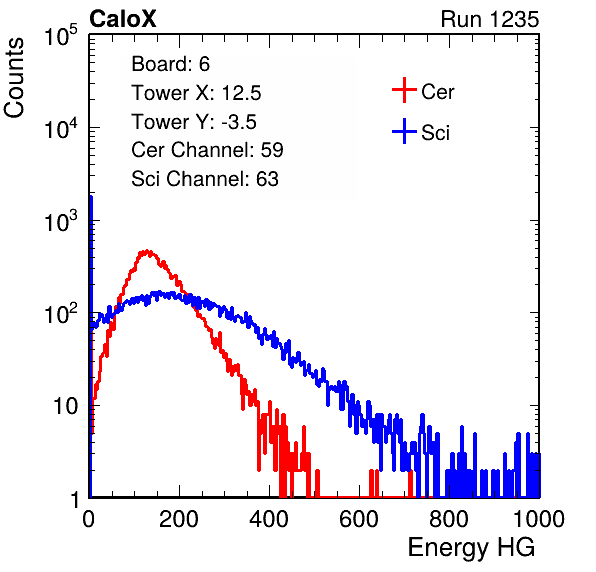 CaloX Run 1235
Counts
10^5
10^4
10^3
10^2
10
1
Board: 6
Tower X: 12.5
Tower Y: -3.5
Cer Channel: 59
Sci Channel: 63
Cer
Sci
0 200 400 600 800 1000
Energy HG